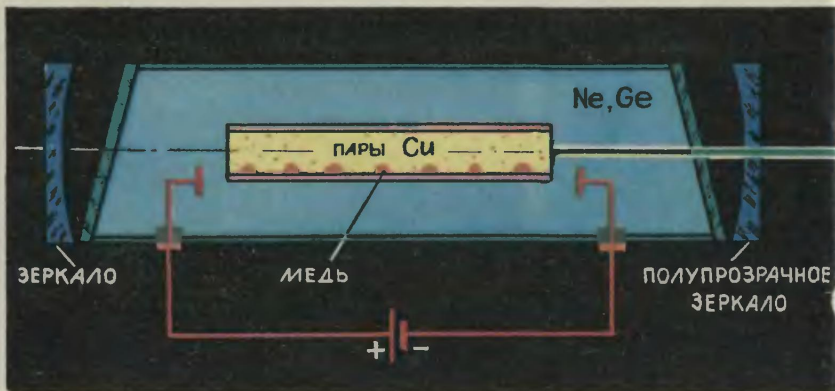 Ne, Ge
ПАРЫ Cu
ЗЕРКАЛО
МЕДЬ
ПОЛУПРОЗРАЧНОЕ
ЗЕРКАЛО
+ -